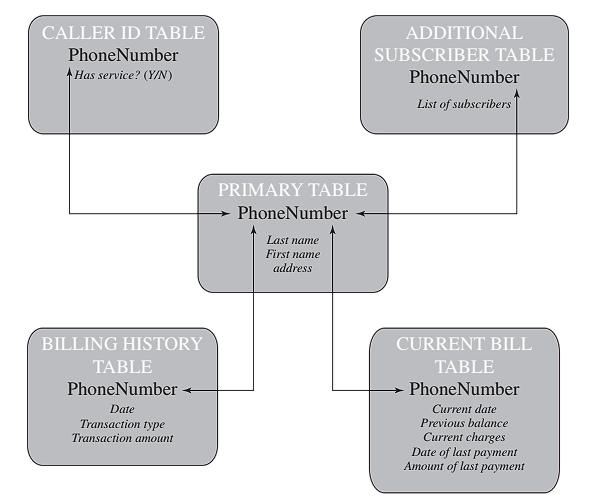 CALLER ID TABLE
PhoneNumber
Has service? (Y/N)
ADDITIONAL
SUBSCRIBER TABLE
PhoneNumber
List of subscribers
PRIMARY TABLE
PhoneNumber
Last name
First name
address
BILLING HISTORY
TABLE
PhoneNumber
Date
Transaction type
Transaction amount
CURRENT BILL
TABLE
PhoneNumber
Current date
Previous balance
Current charges
Date of last payment
Amount of last payment